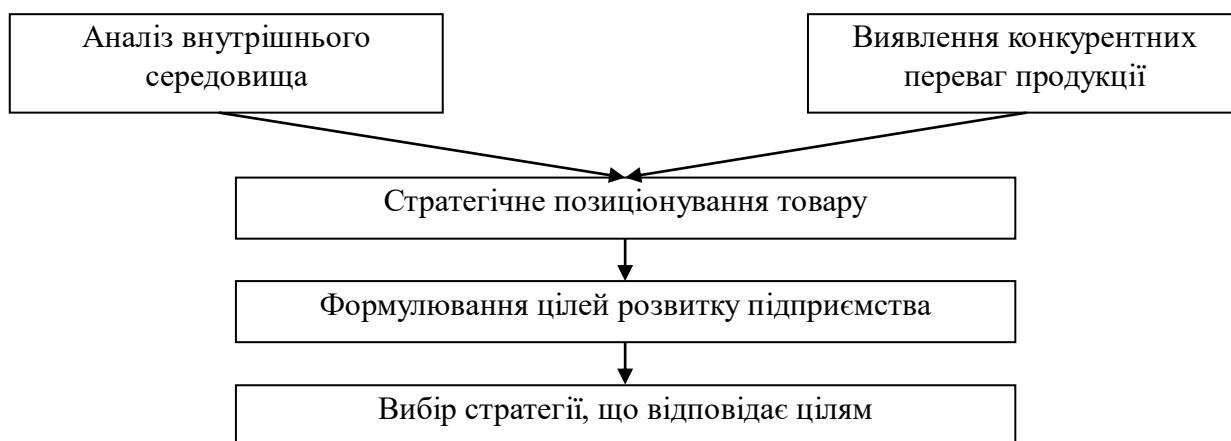 Аналіз внутрішнього
середовища
Виявлення конкурентних
переваг продукції
Стратегічне позиціонування товару
Формулювання цілей розвитку підприємства
Вибір стратегії, що відповідає цілям